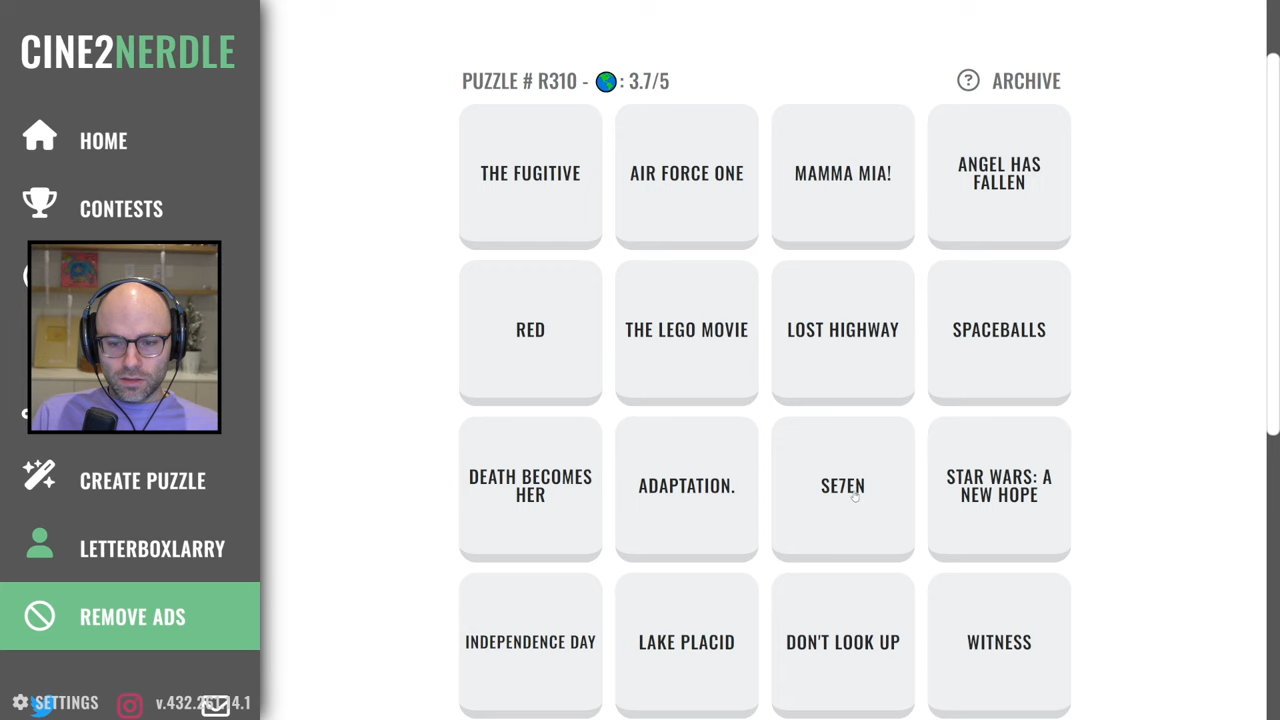 CINE2NERDLE
HOME
CONTESTS
CREATE PUZZLE
LETTERBOXLARRY
REMOVE ADS
SETTINGS
PUZZLE # R310 - 🌎: 3.7/5
? ARCHIVE
THE FUGITIVE
AIR FORCE ONE
MAMMA MIA!
ANGEL HAS
FALLEN
RED
THE LEGO MOVIE
LOST HIGHWAY
SPACEBALLS
DEATH BECOMES
HER
ADAPTATION.
SE7EN
STAR WARS: A
NEW HOPE
INDEPENDENCE DAY
LAKE PLACID
DON'T LOOK UP
WITNESS